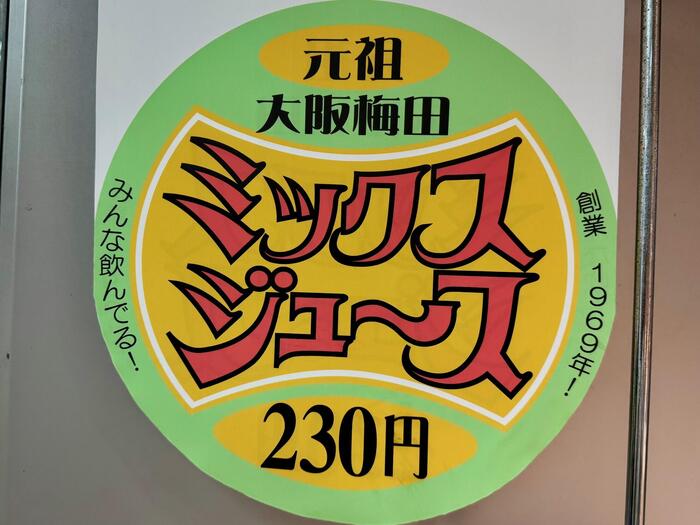 元祖
大阪梅田
ミックス
ジュース
230円
みんな飲んでる!
創業 1969年!